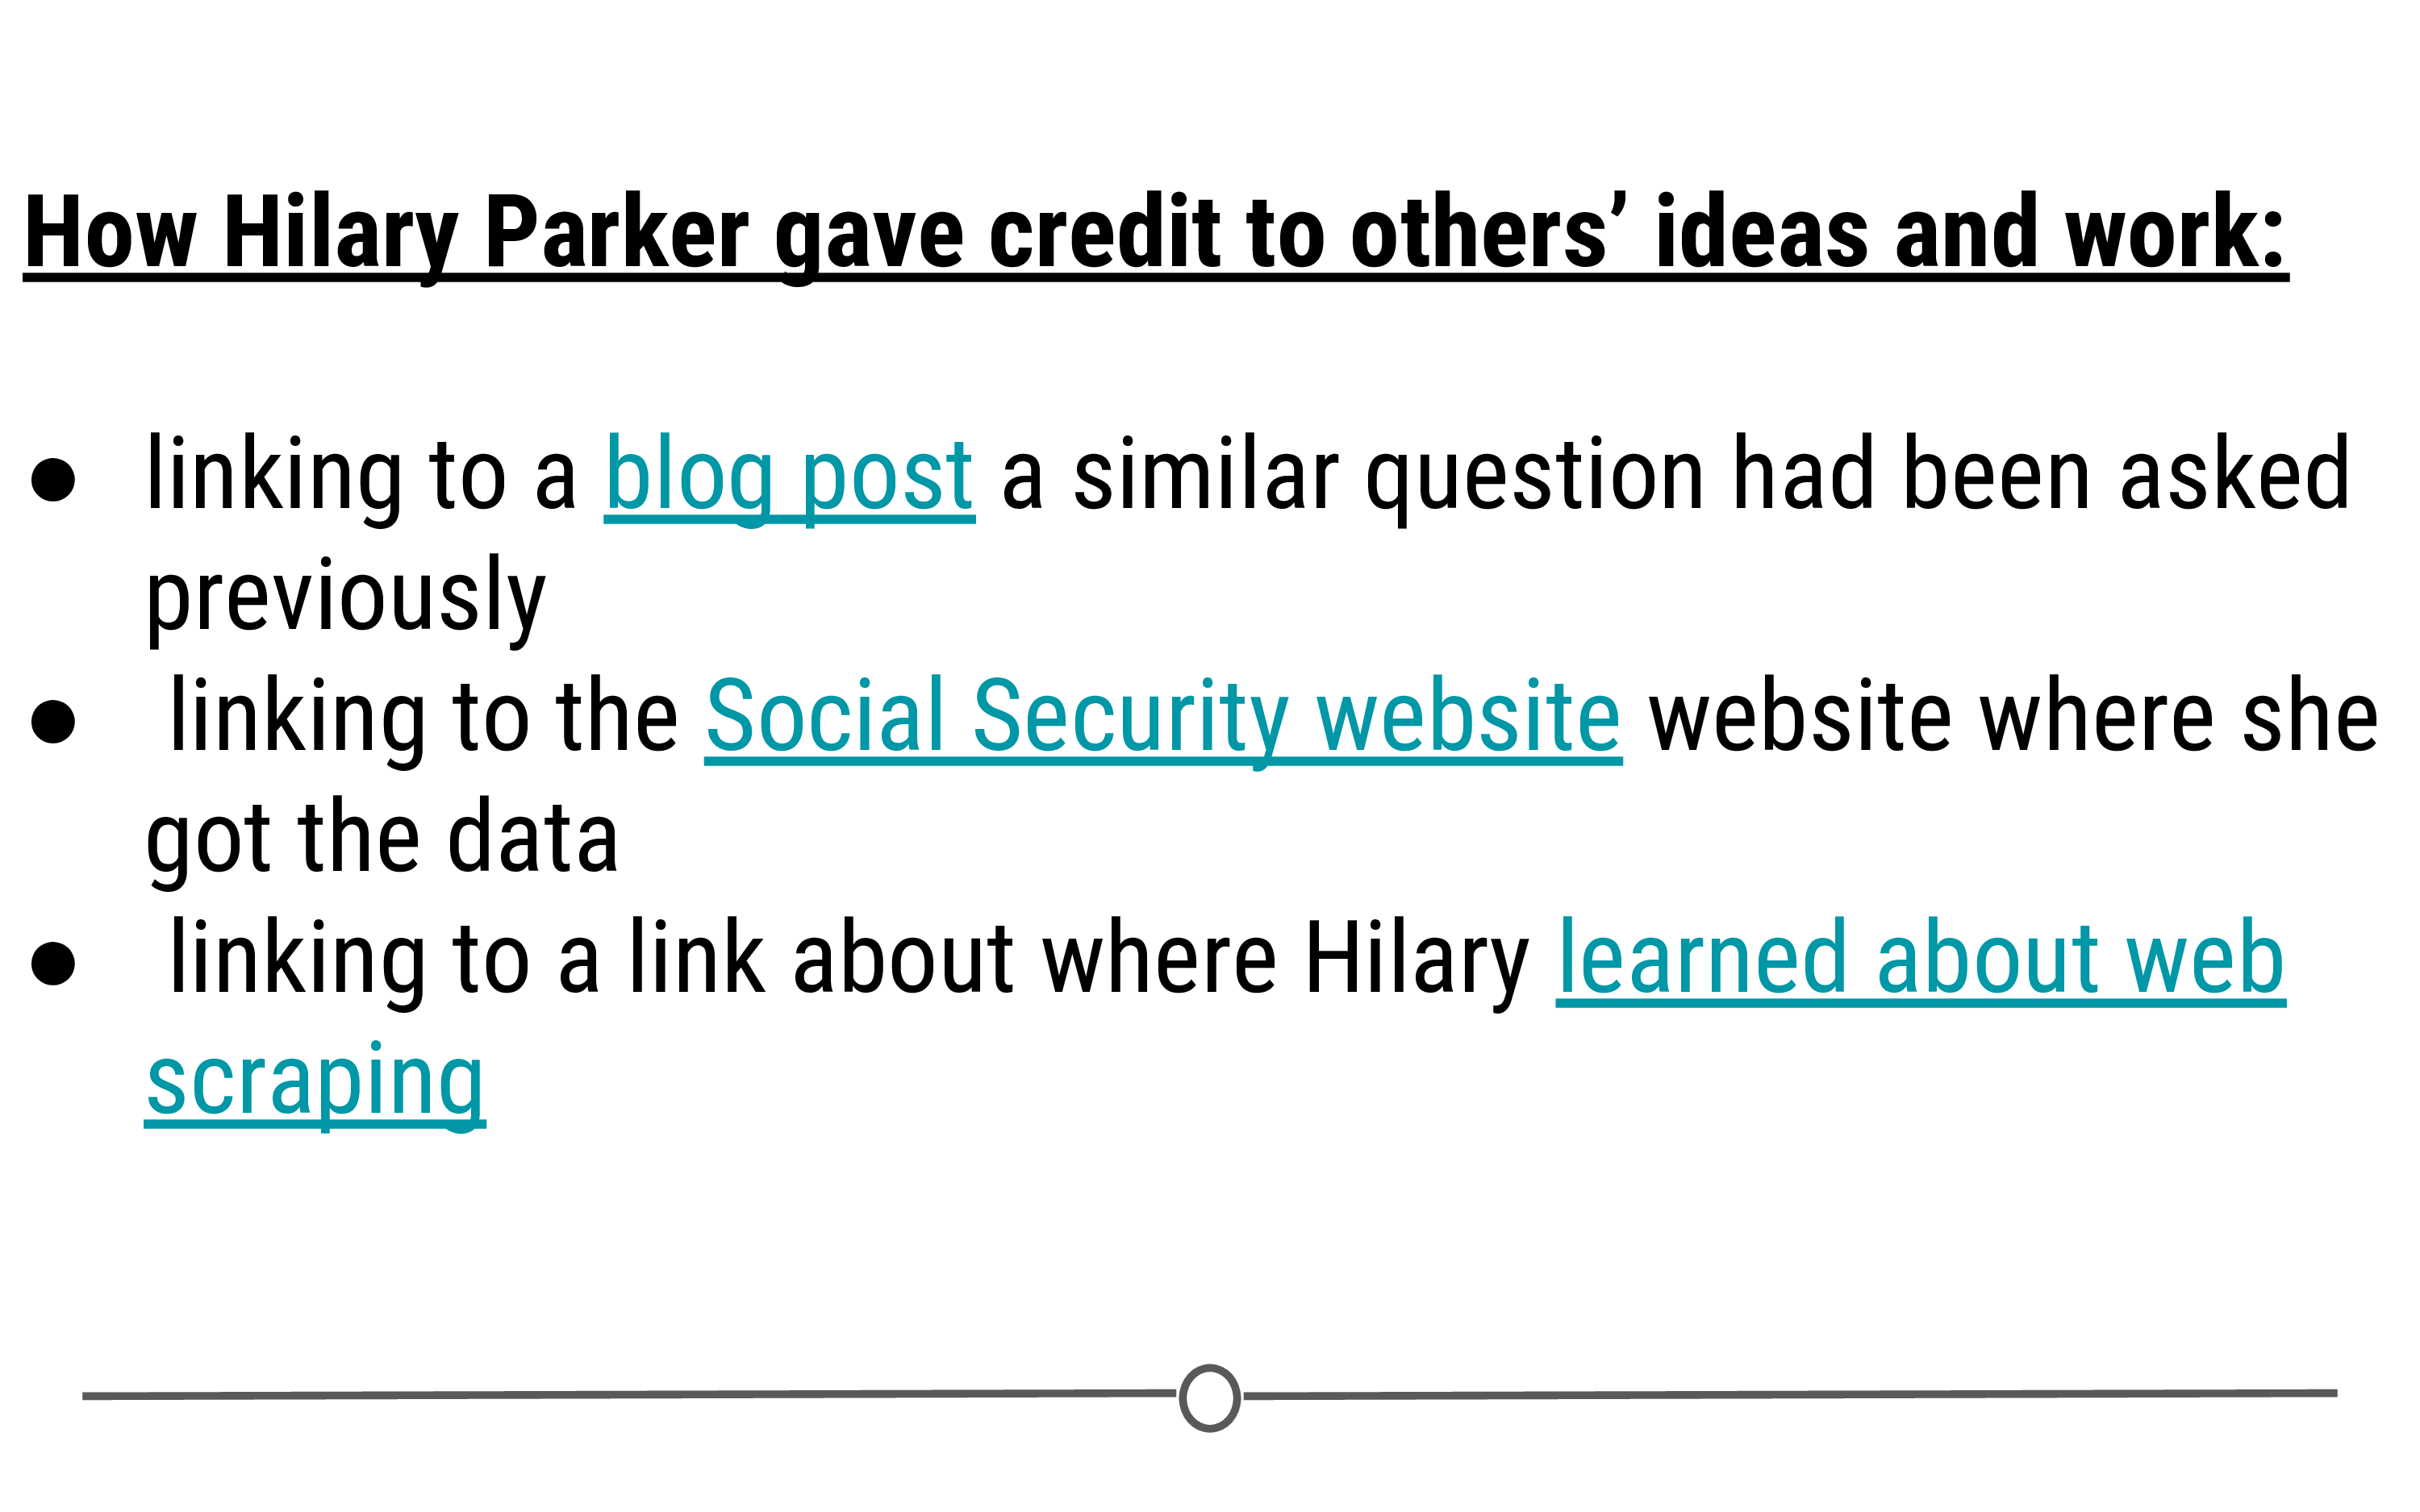 How Hilary Parker gave credit to others’ ideas and work:
● linking to a blog post a similar question had been asked
previously
● linking to the Social Security website website where she
got the data
● linking to a link about where Hilary learned about web
scraping